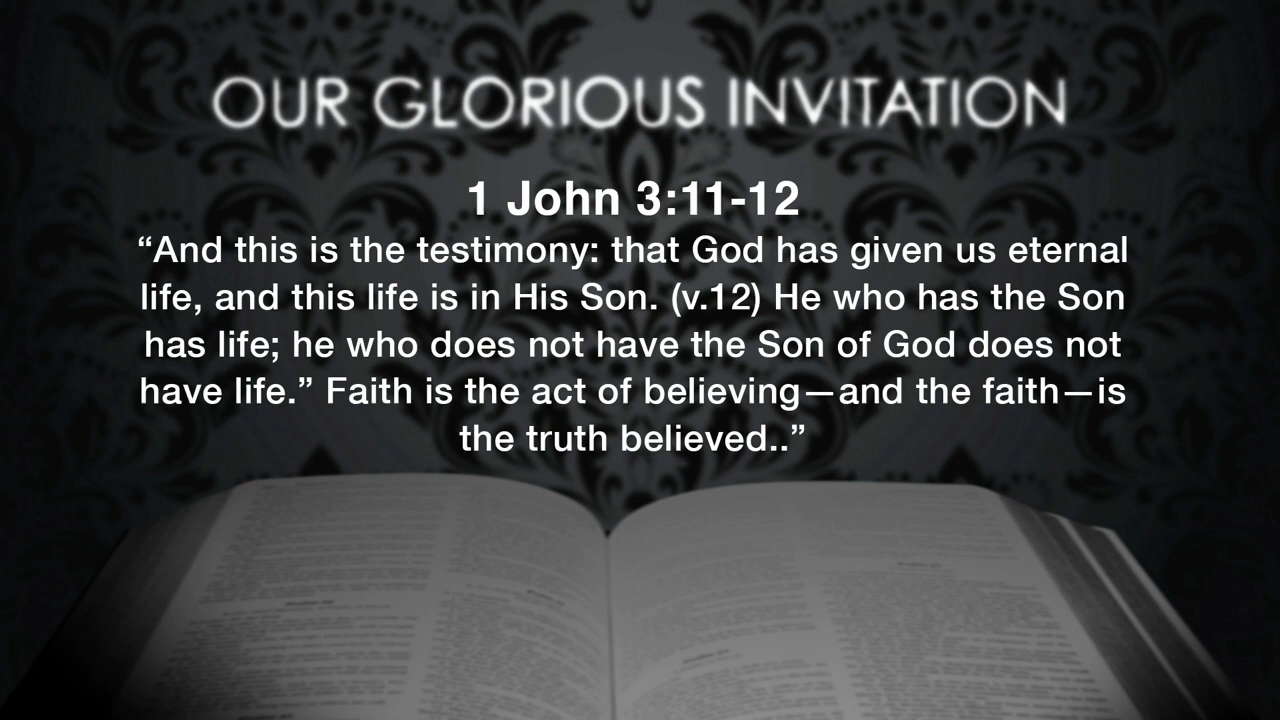 OUR GLORIOUS INVITATION
1 John 3:11-12
“And this is the testimony: that God has given us eternal
life, and this life is in His Son. (v.12) He who has the Son
has life; he who does not have the Son of God does not
have life.” Faith is the act of believing—and the faith—is
the truth believed..”